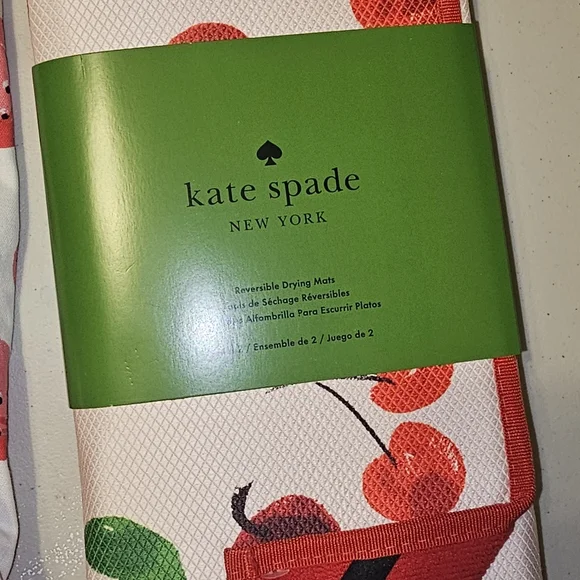 kate spade
NEW YORK
Reversible Drying Mats
de Séchage Réversibles
Alfombrilla Para Escurrir Platos
/ Ensemble de 2 / Juego de 2